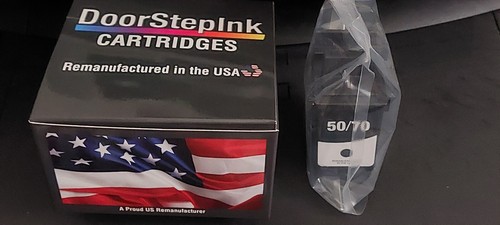 DoorStepInk
CARTRIDGES
Remanufactured in the USA
A Proud US Remanufacturer
50/70